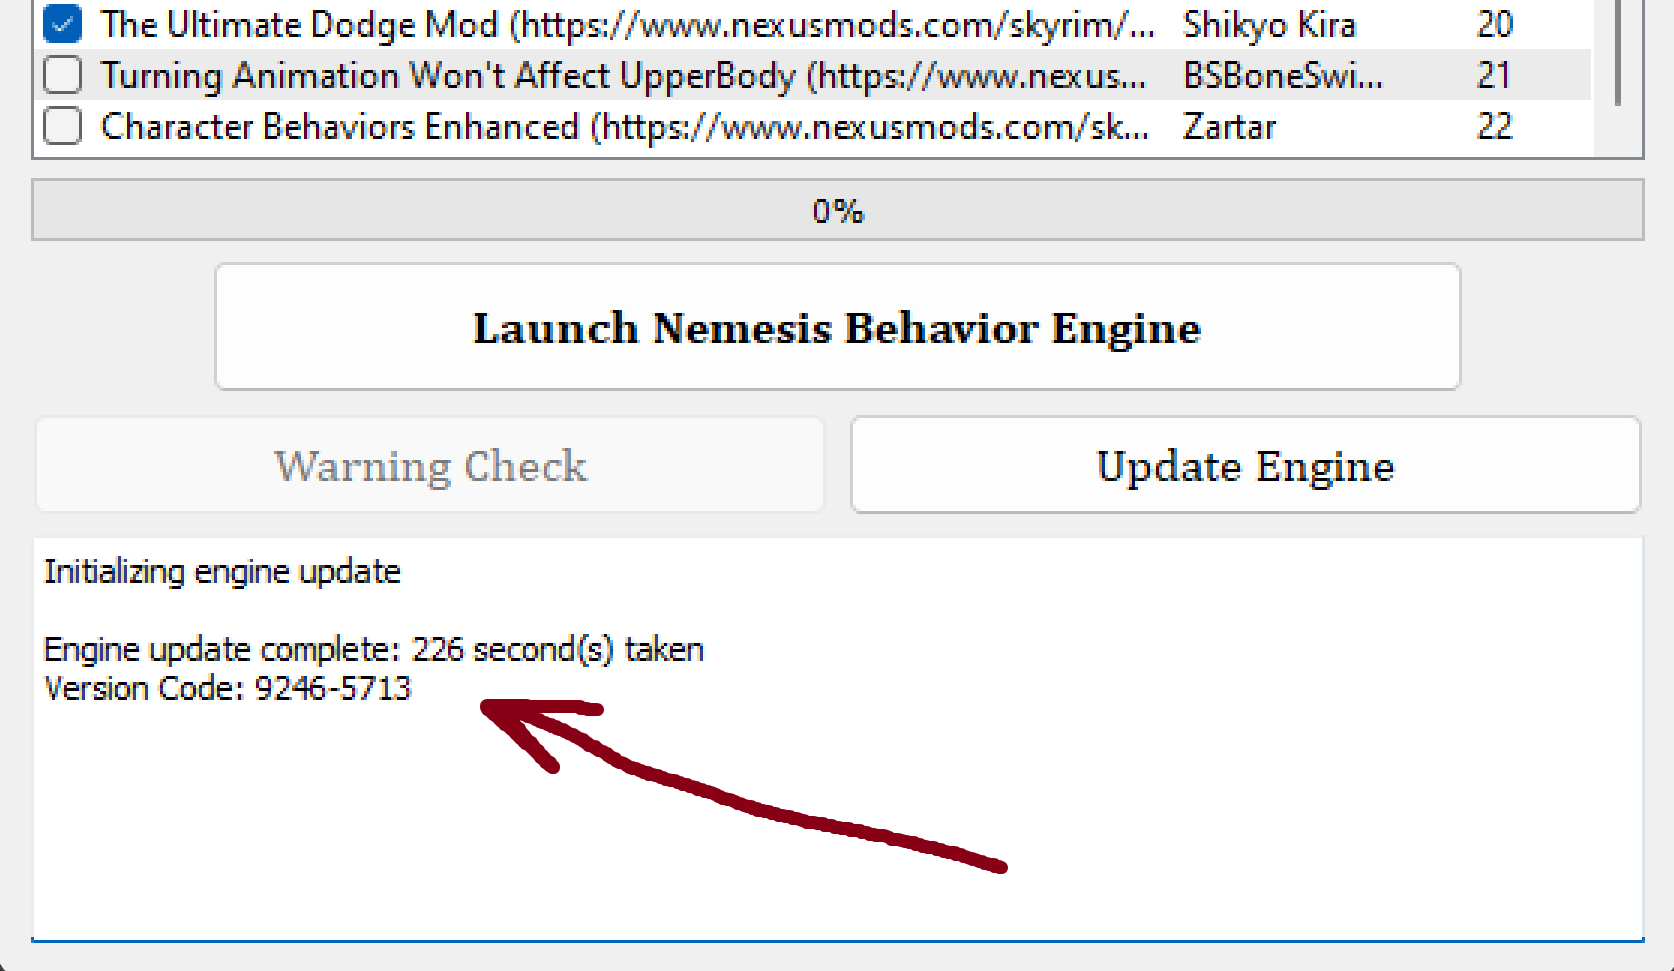 The Ultimate Dodge Mod (https://www.nexusmods.com/skyrim/... Shikyo Kira 20
Turning Animation Won't Affect UpperBody (https://www.nexus... BSBoneSwi... 21
Character Behaviors Enhanced (https://www.nexusmods.com/sk... Zartar 22
0%
Launch Nemesis Behavior Engine
Warning Check Update Engine
Initializing engine update
Engine update complete: 226 second(s) taken
Version Code: 9246-5713